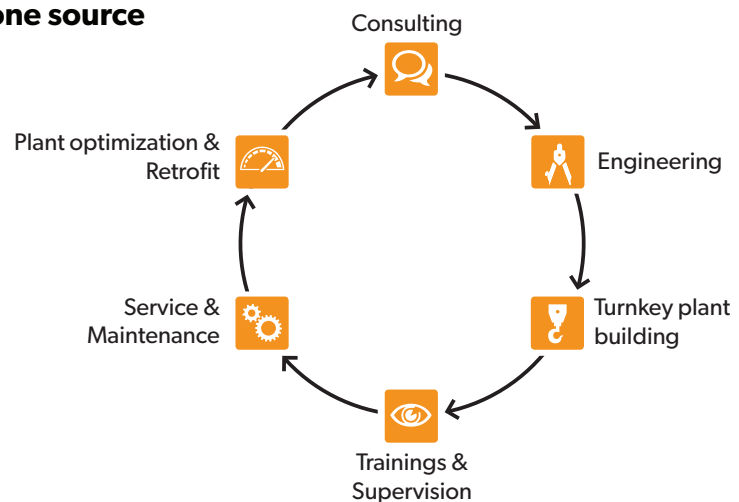 one source
Consulting
Engineering
Turnkey plant
building
Trainings &
Supervision
Service &
Maintenance
Plant optimization &
Retrofit